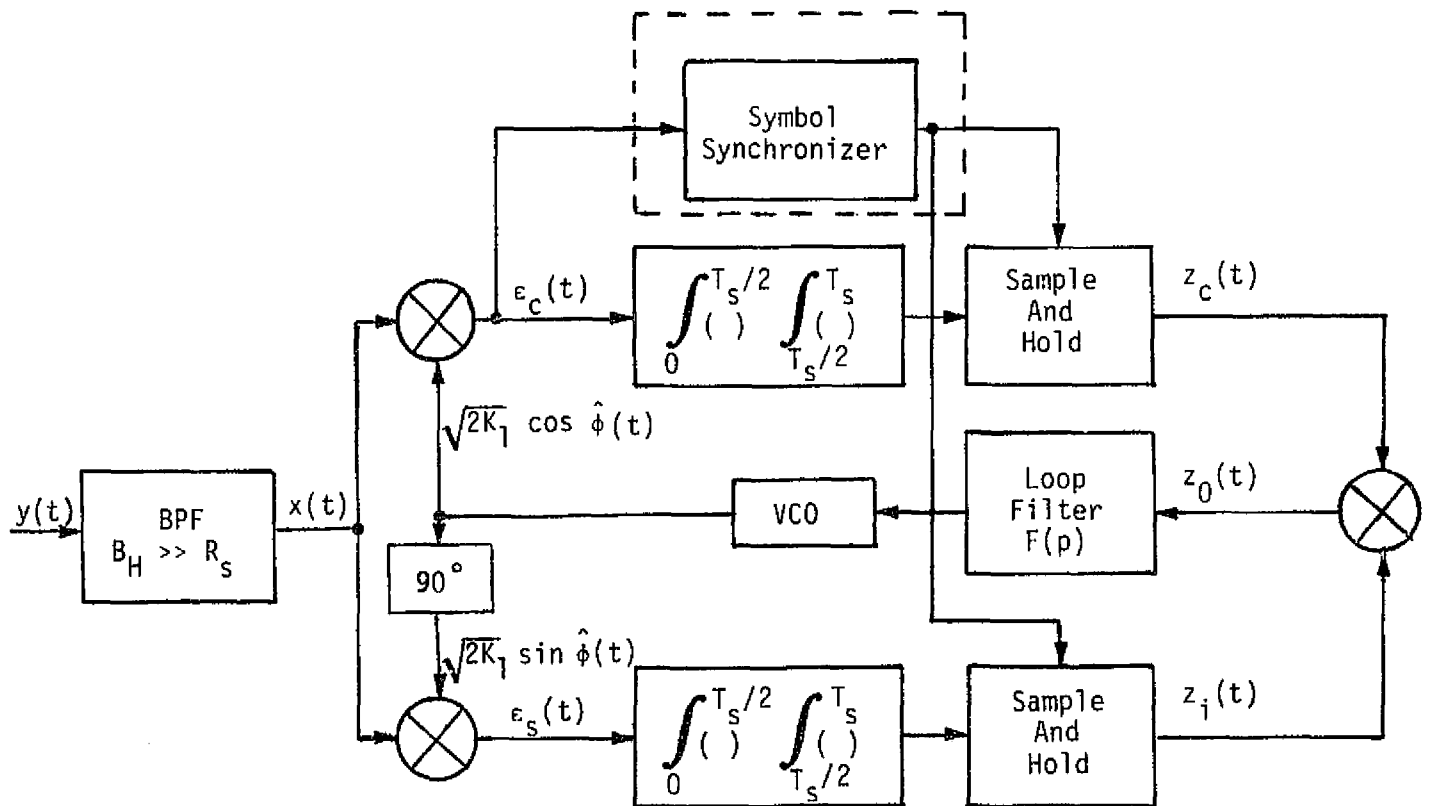 Symbol
Synchronizer
ε_c(t)
∫_0^{T_s/2} ( ) ∫_{T_s/2}^{T_s} ( )
Sample
And
Hold
z_c(t)
√2K_1 cos φ̂(t)
y(t)
BPF
B_H >> R_s
x(t)
VCO
Loop
Filter
F(p)
z_0(t)
90°
√2K_1 sin φ̂(t)
ε_s(t)
∫_0^{T_s/2} ( ) ∫_{T_s/2}^{T_s} ( )
Sample
And
Hold
z_i(t)